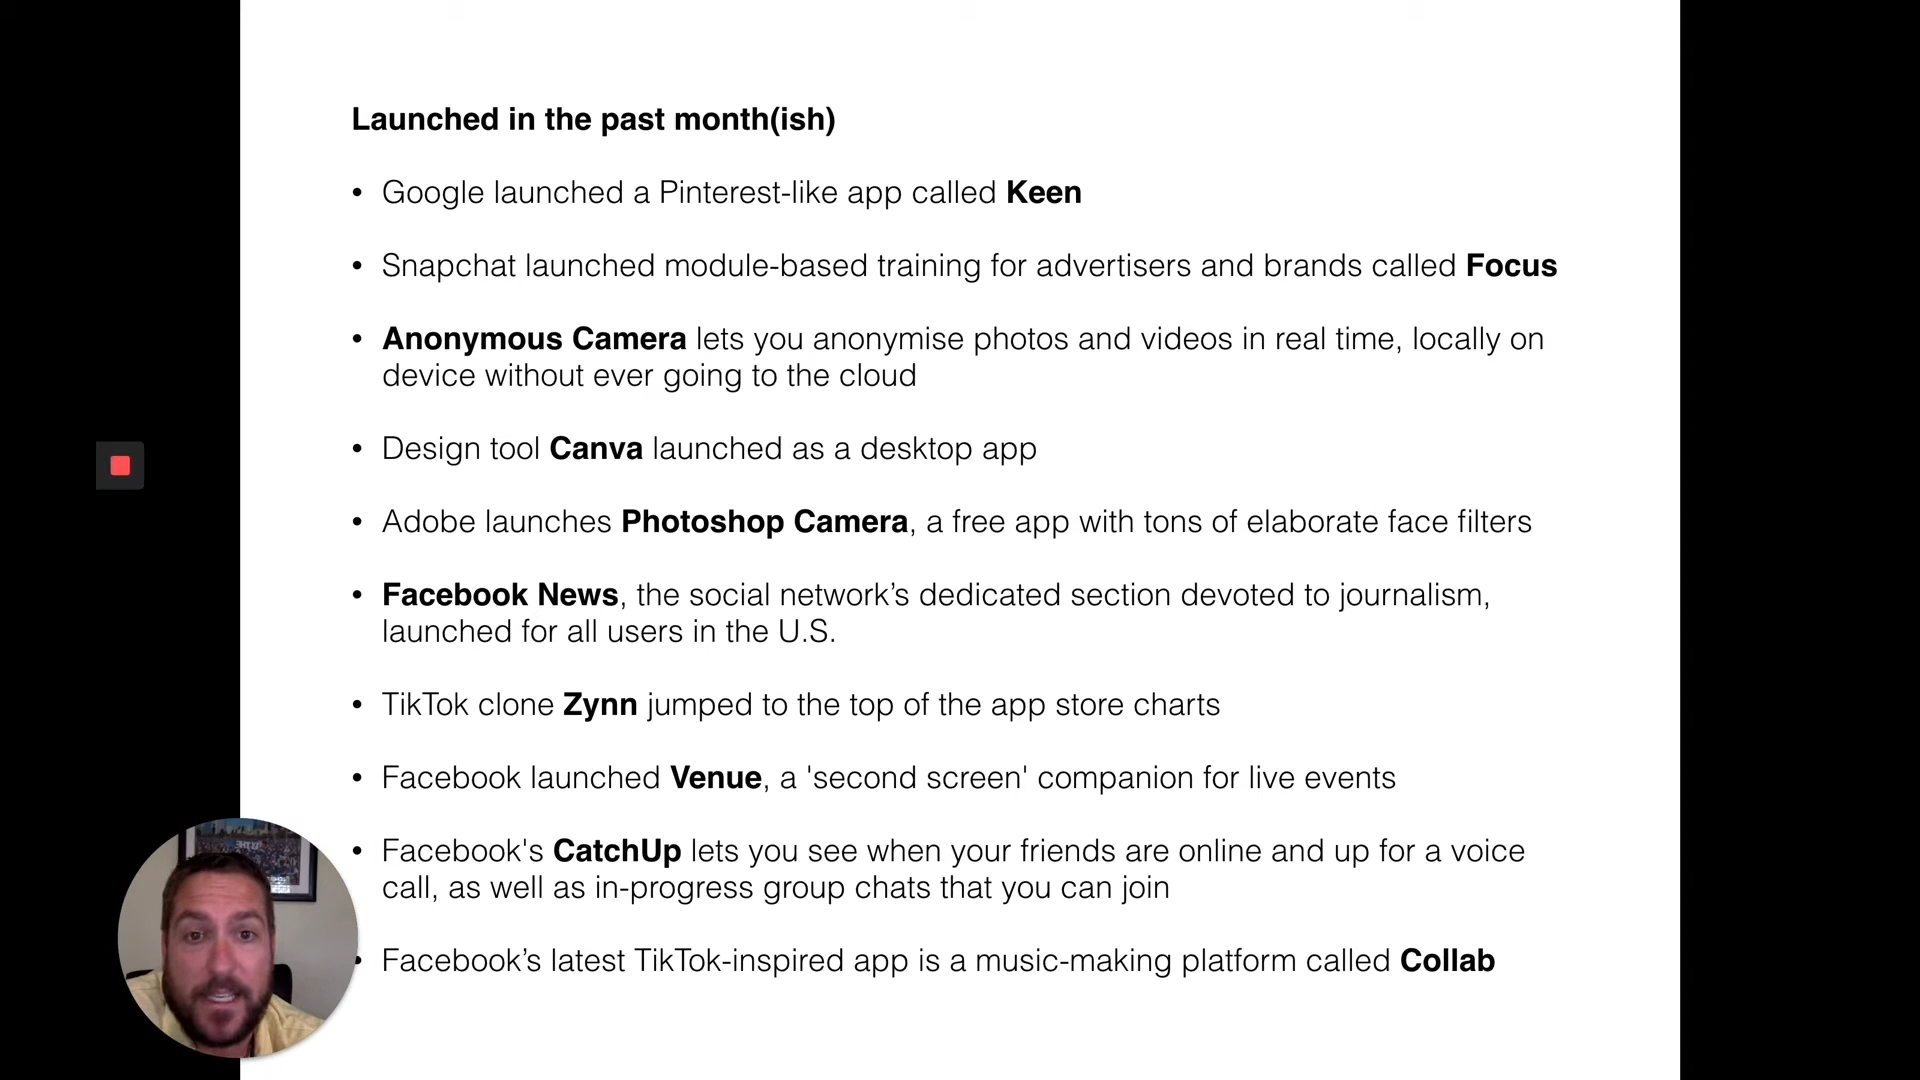 Launched in the past month(ish)
• Google launched a Pinterest-like app called Keen
• Snapchat launched module-based training for advertisers and brands called Focus
• Anonymous Camera lets you anonymise photos and videos in real time, locally on
device without ever going to the cloud
• Design tool Canva launched as a desktop app
• Adobe launches Photoshop Camera, a free app with tons of elaborate face filters
• Facebook News, the social network’s dedicated section devoted to journalism,
launched for all users in the U.S.
• TikTok clone Zynn jumped to the top of the app store charts
• Facebook launched Venue, a 'second screen' companion for live events
• Facebook's CatchUp lets you see when your friends are online and up for a voice
call, as well as in-progress group chats that you can join
• Facebook’s latest TikTok-inspired app is a music-making platform called Collab